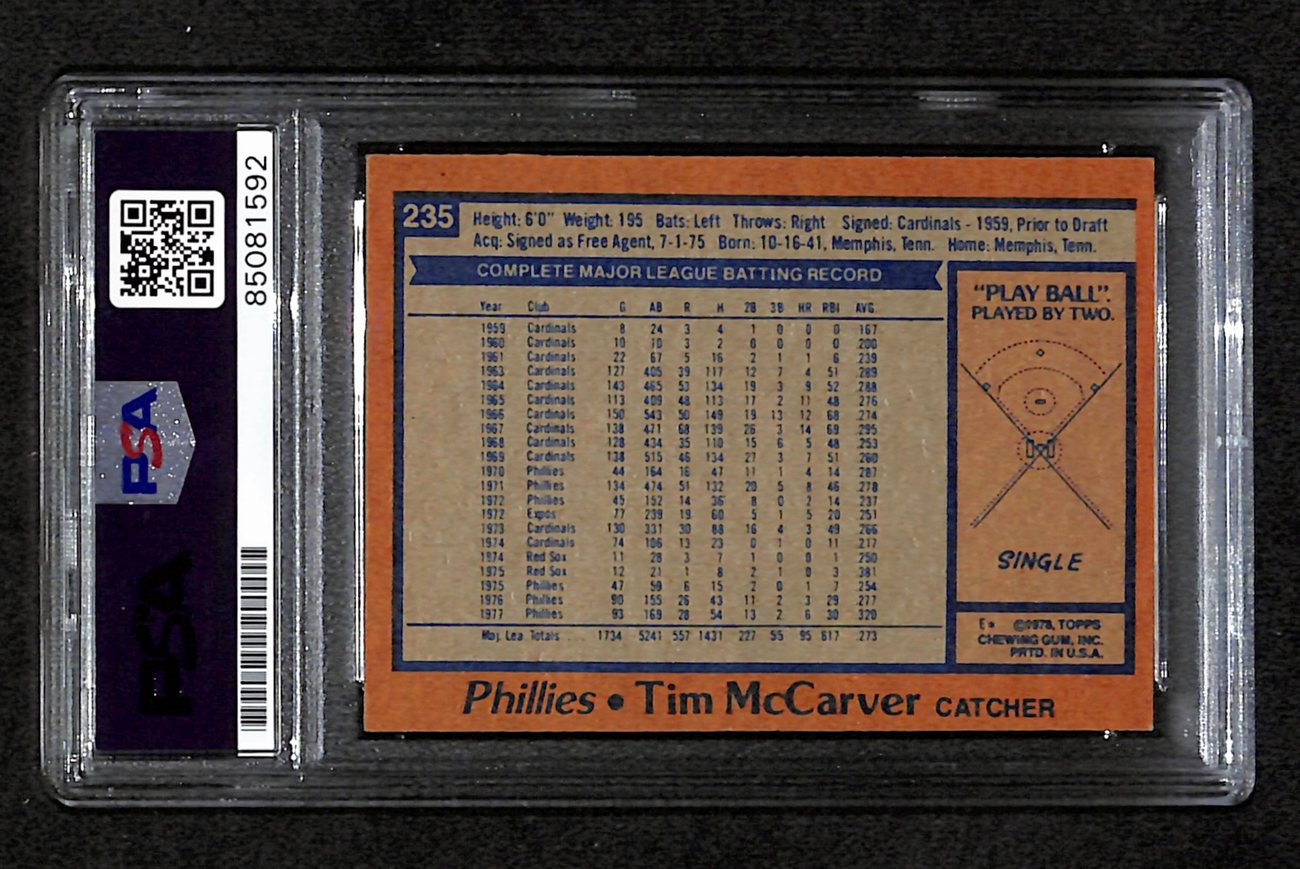 85081592
PSA
PSA
235
Height: 6'0" Weight: 195 Bats: Left Throws: Right Signed: Cardinals - 1959, Prior to Draft
Acq: Signed as Free Agent, 7-1-75 Born: 10-16-41, Memphis, Tenn. Home: Memphis, Tenn.
COMPLETE MAJOR LEAGUE BATTING RECORD
Year Club G AB R H 2B 3B HR RBI AVG.
1959 Cardinals 8 24 3 4 1 0 0 0 .167
1960 Cardinals 10 10 3 2 0 0 0 0 .200
1961 Cardinals 22 67 5 16 2 1 1 6 .239
1963 Cardinals 127 405 39 117 12 7 4 51 .289
1964 Cardinals 143 465 53 134 19 3 9 52 .288
1965 Cardinals 113 409 48 113 17 2 11 48 .276
1966 Cardinals 150 543 50 149 19 13 12 68 .274
1967 Cardinals 138 471 68 139 26 3 14 69 .295
1968 Cardinals 128 434 35 110 15 6 5 48 .253
1969 Cardinals 138 515 46 134 27 3 7 51 .260
1970 Phillies 44 164 16 47 11 1 4 14 .287
1971 Phillies 134 474 51 132 20 5 8 46 .278
1972 Phillies 45 152 14 36 8 0 2 14 .237
1972 Expos 77 239 19 60 5 1 5 20 .251
1973 Cardinals 130 331 30 88 16 4 3 49 .266
1974 Cardinals 74 106 13 23 0 1 0 11 .217
1974 Red Sox 11 28 3 7 1 0 0 1 .250
1975 Red Sox 12 21 1 8 2 1 0 3 .381
1975 Phillies 47 59 6 15 2 0 1 7 .254
1976 Phillies 90 155 26 43 11 2 3 29 .277
1977 Phillies 93 169 28 54 13 2 6 30 .320
Maj. Lea. Totals .... 1734 5241 557 1431 227 55 95 617 .273
"PLAY BALL".
PLAYED BY TWO.
SINGLE
E* ©1978, TOPPS
CHEWING GUM, INC.
PRTD. IN U.S.A.
Phillies • Tim McCarver CATCHER